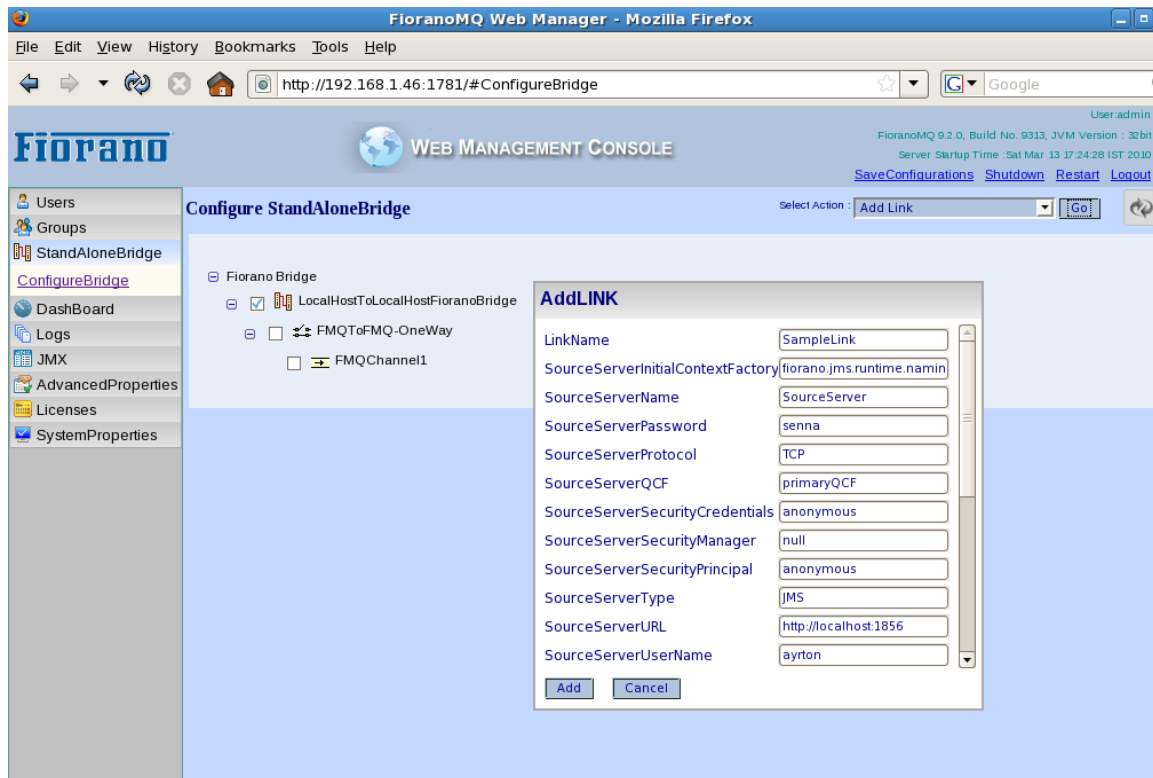 FioranoMQ Web Manager - Mozilla Firefox
File Edit View History Bookmarks Tools Help
http://192.168.1.46:1781/#ConfigureBridge
G Google
Fiorano
WEB MANAGEMENT CONSOLE
User:admin
FioranoMQ 9.2.0, Build No. 9313, JVM Version : 32bit
Server Startup Time :Sat Mar 13 17:24:28 IST 2010
SaveConfigurations Shutdown Restart Logout
Users
Groups
StandAloneBridge
ConfigureBridge
DashBoard
Logs
JMX
AdvancedProperties
Licenses
SystemProperties
Configure StandAloneBridge
Select Action : Add Link Go
Fiorano Bridge
LocalHostToLocalHostFioranoBridge
FMQToFMQ-OneWay
FMQChannel1
AddLINK
LinkName SampleLink
SourceServerInitialContextFactory fiorano.jms.runtime.namin
SourceServerName SourceServer
SourceServerPassword senna
SourceServerProtocol TCP
SourceServerQCF primaryQCF
SourceServerSecurityCredentials anonymous
SourceServerSecurityManager null
SourceServerSecurityPrincipal anonymous
SourceServerType JMS
SourceServerURL http://localhost:1856
SourceServerUserName ayrton
Add Cancel